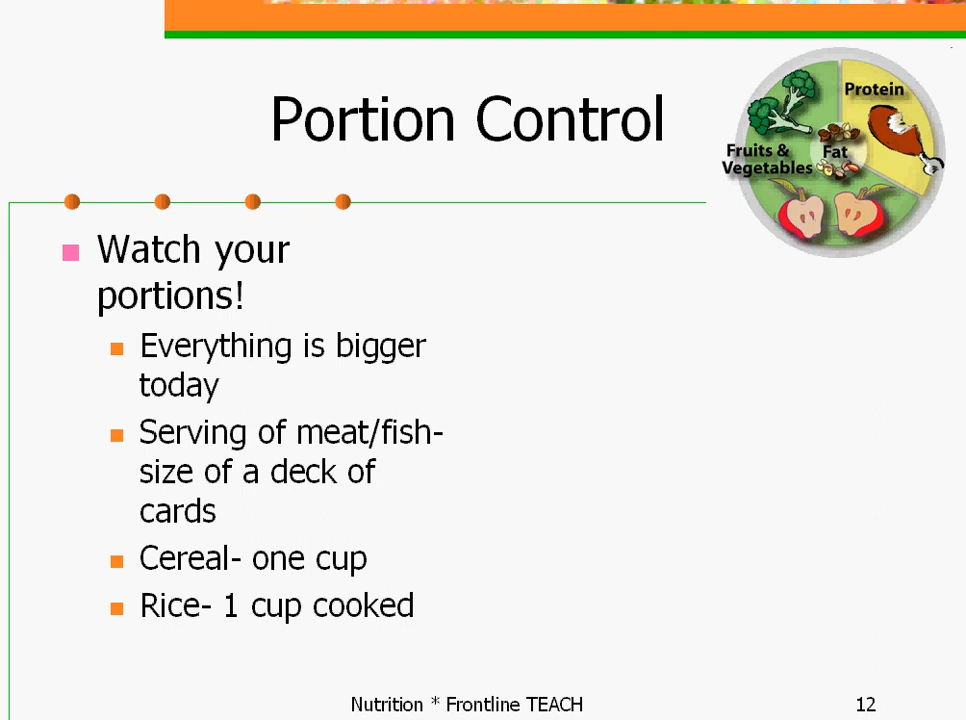 Portion Control
Protein
Fruits &
Vegetables
Fat
Watch your
portions!
Everything is bigger
today
Serving of meat/fish-
size of a deck of
cards
Cereal- one cup
Rice- 1 cup cooked
Nutrition * Frontline TEACH
12